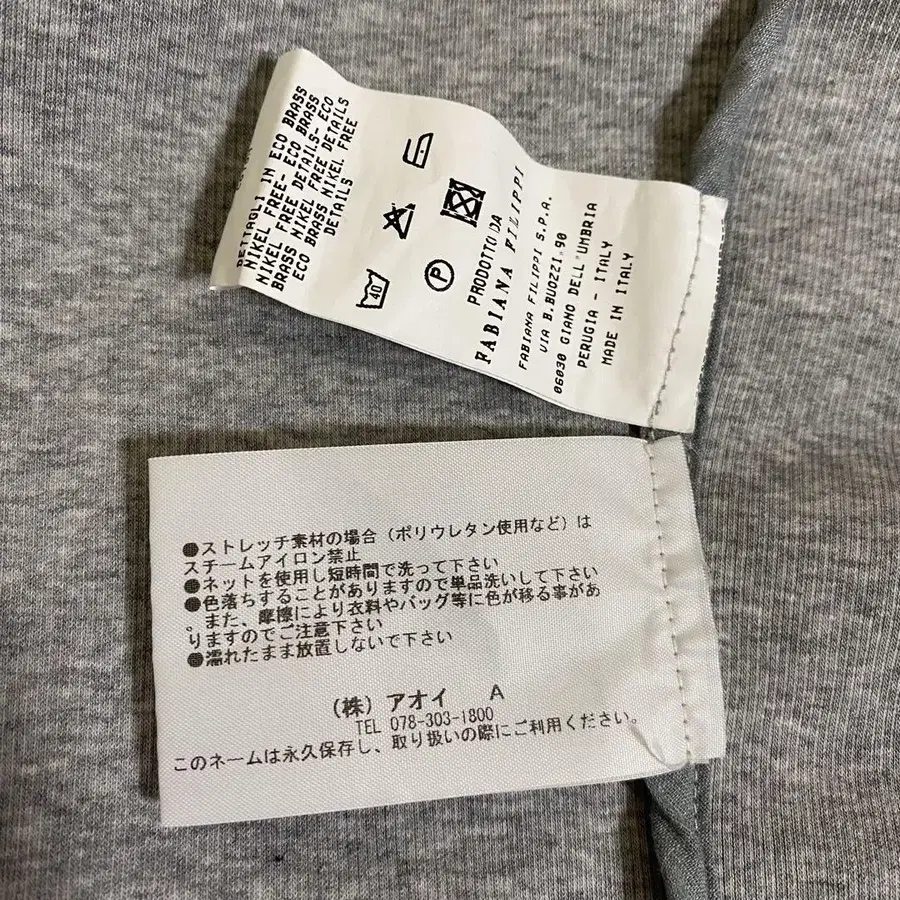 DETTAGLI IN ECO BRASS
NIKEL FREE- ECO BRASS
NIKEL FREE DETAILS- ECO
BRASS NIKEL FREE DETAILS
ECO BRASS NIKEL FREE
DETAILS
40
P
PRODOTTO DA
FABIANA FILIPPI
FABIANA FILIPPI S.P.A.
VIA B.BUOZZI.90
06030 GIANO DELL'UMBRIA
PERUGIA - ITALY
MADE IN ITALY
●ストレッチ素材の場合（ポリウレタン使用など）は
スチームアイロン禁止
●ネットを使用し短時間で洗って下さい
●色落ちすることがありますので単品洗いして下さい
。また、摩擦により衣料やバッグ等に色が移る事があ
りますのでご注意下さい
●濡れたまま放置しないで下さい
（株）アオイ A
TEL 078-303-1800
このネームは永久保存し、取り扱いの際にご利用ください。